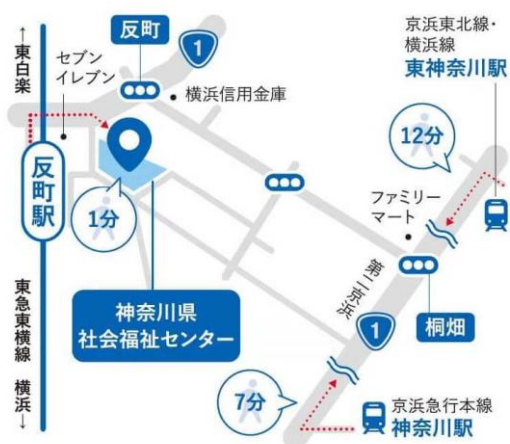 ←東白楽
セブン
イレブン
反町
1
横浜信用金庫
京浜東北線・
横浜線
東神奈川駅
12分
反町駅
1分
ファミリー
マート
神奈川県
社会福祉センター
第二京浜
1
桐畑
東急東横線
横浜→
7分
京浜急行本線
神奈川駅